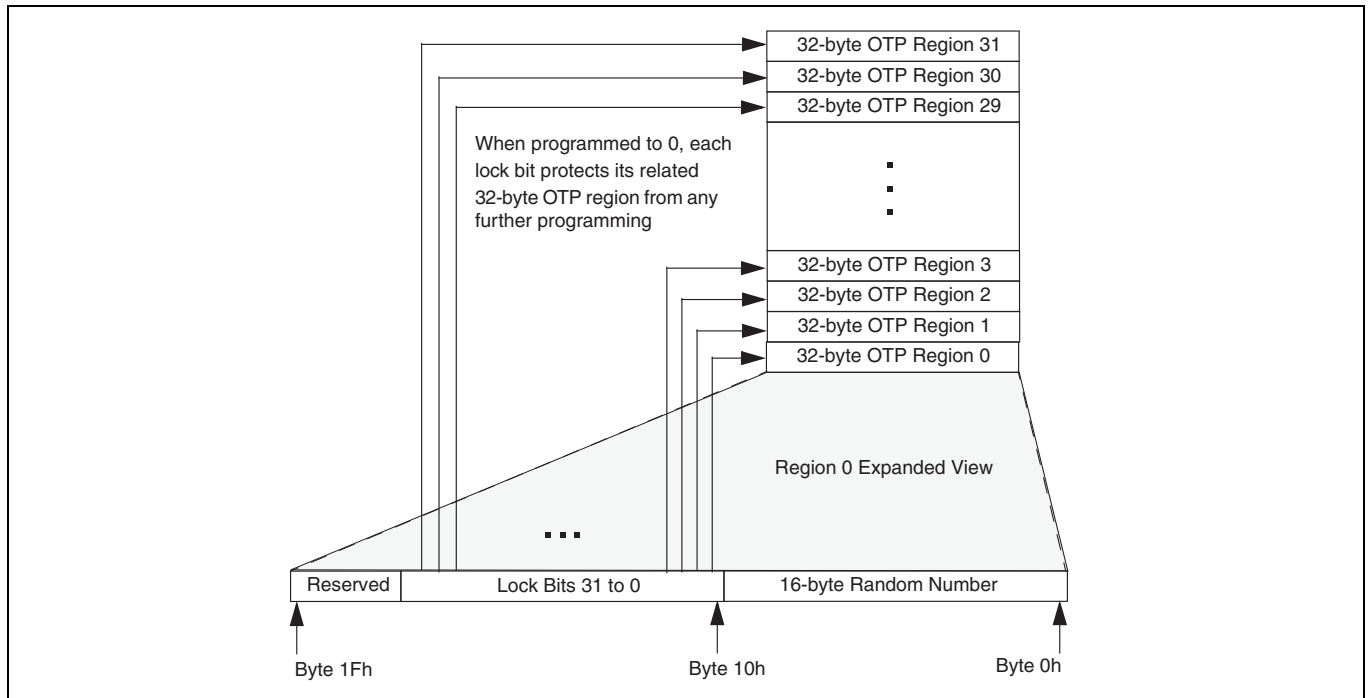 32-byte OTP Region 31
32-byte OTP Region 30
32-byte OTP Region 29
When programmed to 0, each
lock bit protects its related
32-byte OTP region from any
further programming
32-byte OTP Region 3
32-byte OTP Region 2
32-byte OTP Region 1
32-byte OTP Region 0
Region 0 Expanded View
Reserved
Lock Bits 31 to 0
16-byte Random Number
Byte 1Fh
Byte 10h
Byte 0h